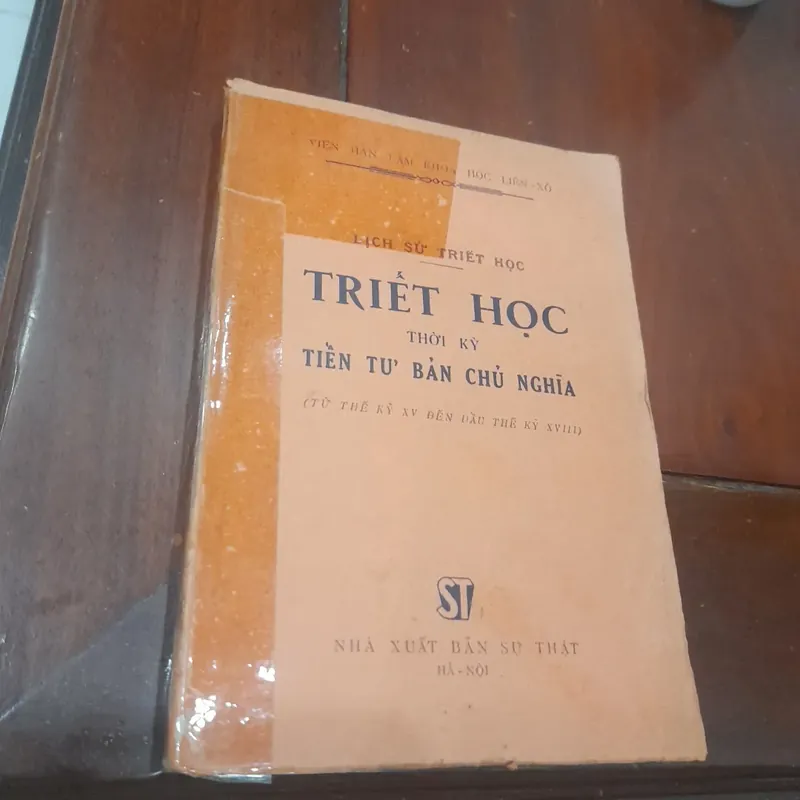 VIỆN HÀN LÂM KHOA HỌC LIÊN-XÔ
LỊCH SỬ TRIẾT HỌC
TRIẾT HỌC
THỜI KỲ
TIỀN TƯ BẢN CHỦ NGHĨA
(TỪ THẾ KỶ XV ĐẾN ĐẦU THẾ KỶ XVIII)
ST
NHÀ XUẤT BẢN SỰ THẬT
HÀ-NỘI